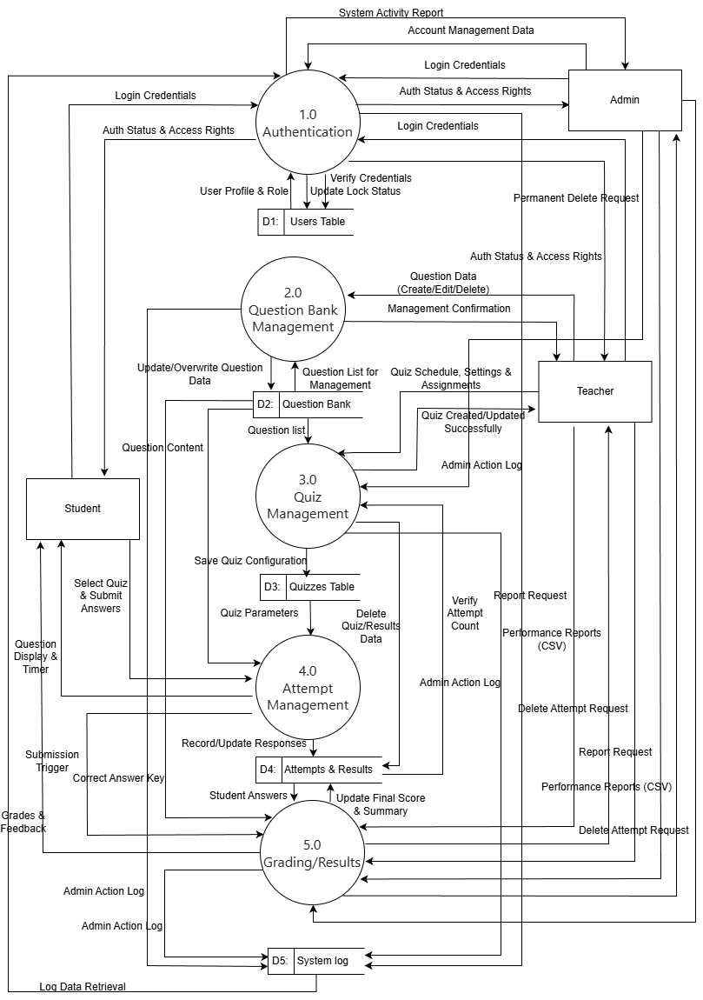 System Activity Report
Account Management Data
Login Credentials
Auth Status & Access Rights
Admin
Login Credentials
Auth Status & Access Rights
1.0
Authentication
Login Credentials
Verify Credentials
User Profile & Role
Update Lock Status
Permanent Delete Request
D1:
Users Table
Auth Status & Access Rights
2.0
Question Bank
Management
Question Data
(Create/Edit/Delete)
Management Confirmation
Update/Overwrite Question
Data
Question List for
Management
Quiz Schedule, Settings &
Assignments
Teacher
D2:
Question Bank
Quiz Created/Updated
Successfully
Question list
Question Content
Admin Action Log
3.0
Quiz
Management
Student
Save Quiz Configuration
D3:
Quizzes Table
Select Quiz
& Submit
Answers
Report Request
Verify
Attempt
Count
Quiz Parameters
Delete
Quiz/Results
Data
Performance Reports
(CSV)
Question
Display &
Timer
4.0
Attempt
Management
Admin Action Log
Delete Attempt Request
Record/Update Responses
Report Request
Submission
Trigger
D4:
Attempts & Results
Correct Answer Key
Performance Reports (CSV)
Student Answers
Update Final Score
& Summary
Grades &
Feedback
Delete Attempt Request
5.0
Grading/Results
Admin Action Log
Admin Action Log
D5:
System log
Log Data Retrieval